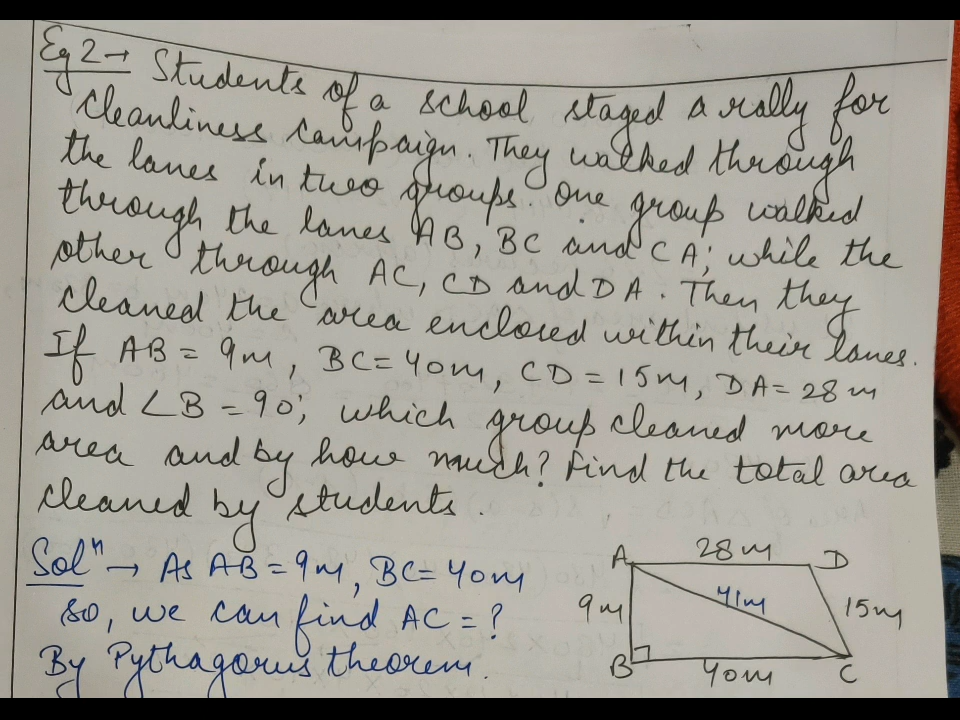 Eg 2 → Students of a school staged a rally for
cleanliness campaign. They walked through
the lanes in two groups. One group walked
through the lanes AB, BC and CA; while the
other through AC, CD and DA. Then they
cleaned the area enclosed within their lanes.
If AB = 9m, BC = 40m, CD = 15m, DA = 28m
and ∠B = 90°, which group cleaned more
area and by how much? Find the total area
cleaned by students.
Solⁿ → As AB = 9m, BC = 40m
so, we can find AC = ?
By Pythagorus theorem.
A 28m D
9m 41m 15m
B 40m C